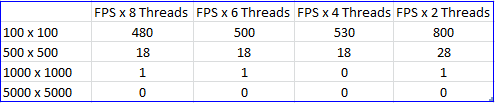 FPS x 8 Threads FPS x 6 Threads FPS x 4 Threads FPS x 2 Threads
100 x 100 480 500 530 800
500 x 500 18 18 18 28
1000 x 1000 1 1 0 1
5000 x 5000 0 0 0 0